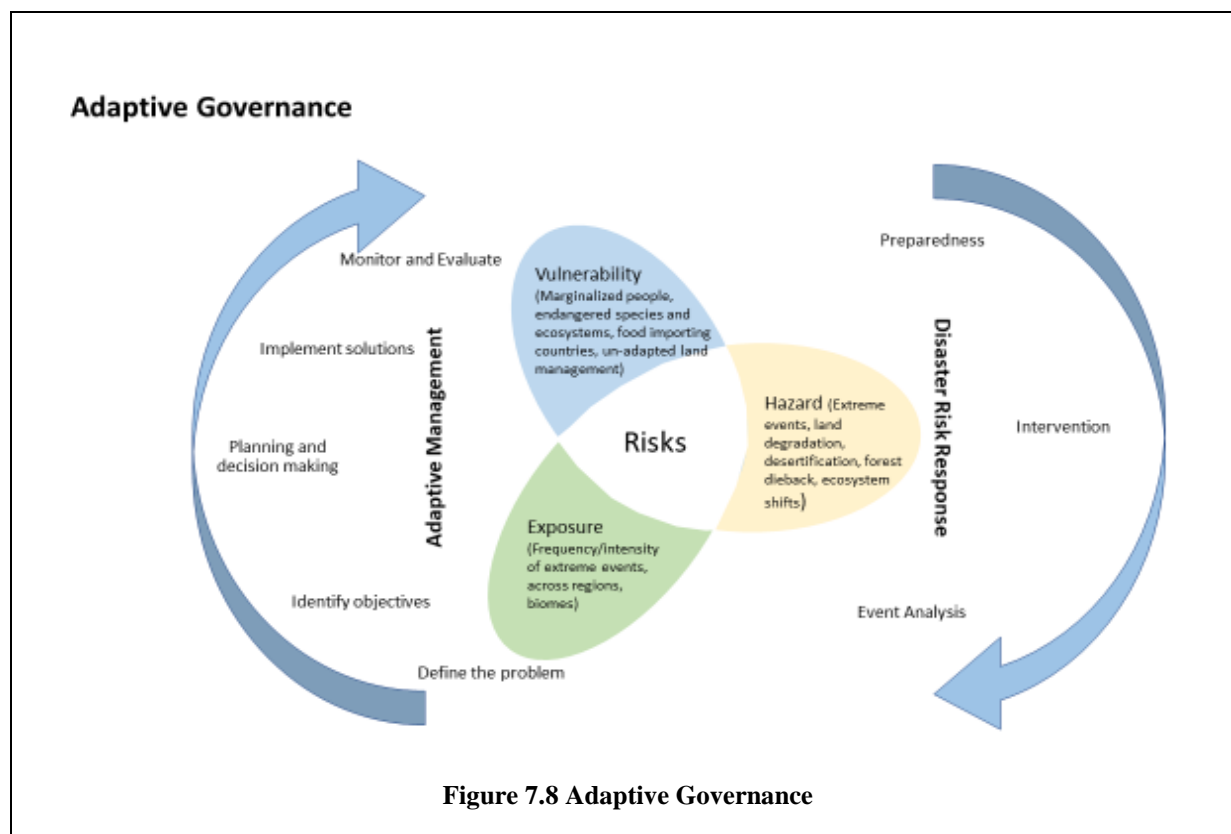 Adaptive Governance
Monitor and Evaluate
Implement solutions
Planning and
decision making
Identify objectives
Define the problem
Adaptive Management
Vulnerability
(Marginalized people,
endangered species and
ecosystems, food importing
countries, un-adapted land
management)
Risks
Hazard (Extreme
events, land
degradation,
desertification, forest
dieback, ecosystem
shifts)
Exposure
(Frequency/Intensity
of extreme events,
across regions,
biomes)
Disaster Risk Response
Preparedness
Intervention
Event Analysis
Figure 7.8 Adaptive Governance